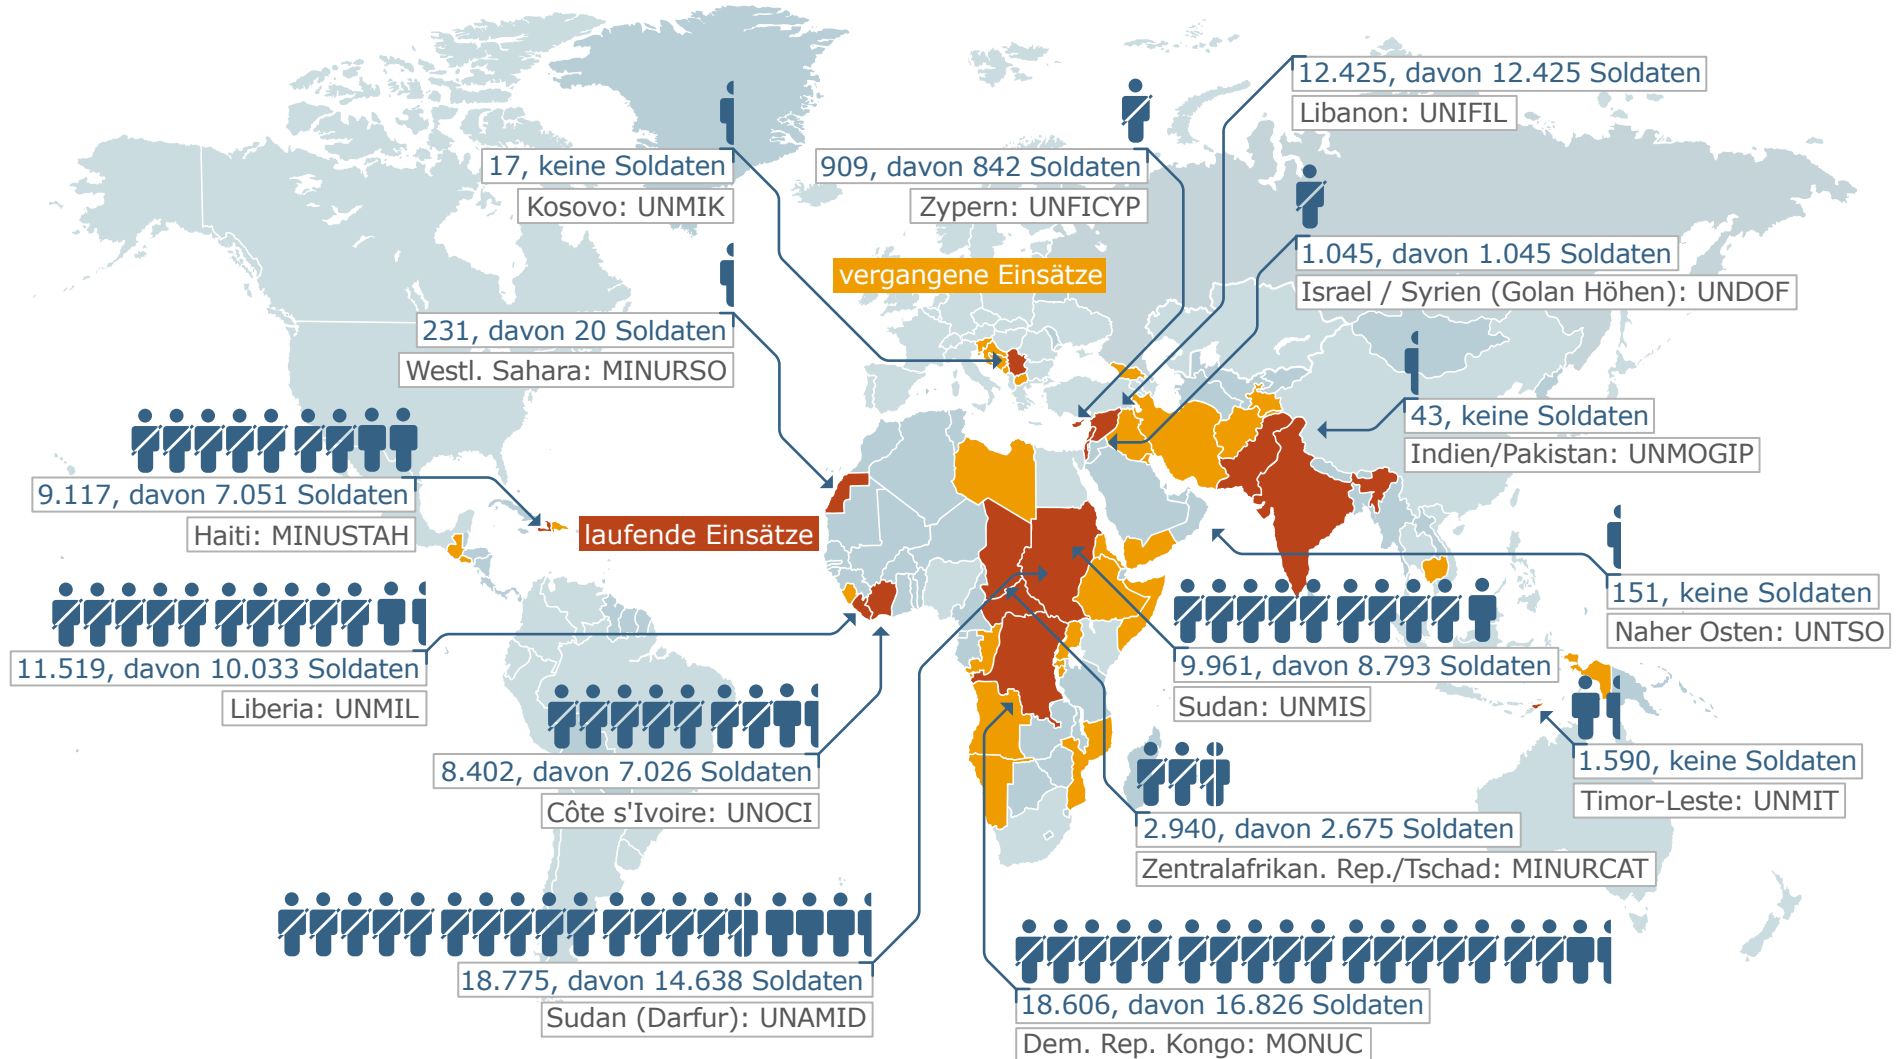 12.425, davon 12.425 Soldaten
Libanon: UNIFIL
17, keine Soldaten
Kosovo: UNMIK
909, davon 842 Soldaten
Zypern: UNFICYP
1.045, davon 1.045 Soldaten
Israel / Syrien (Golan Höhen): UNDOF
vergangene Einsätze
231, davon 20 Soldaten
Westl. Sahara: MINURSO
43, keine Soldaten
Indien/Pakistan: UNMOGIP
9.117, davon 7.051 Soldaten
Haiti: MINUSTAH
laufende Einsätze
151, keine Soldaten
Naher Osten: UNTSO
11.519, davon 10.033 Soldaten
Liberia: UNMIL
9.961, davon 8.793 Soldaten
Sudan: UNMIS
8.402, davon 7.026 Soldaten
Côte s'Ivoire: UNOCI
1.590, keine Soldaten
Timor-Leste: UNMIT
2.940, davon 2.675 Soldaten
Zentralafrikan. Rep./Tschad: MINURCAT
18.775, davon 14.638 Soldaten
Sudan (Darfur): UNAMID
18.606, davon 16.826 Soldaten
Dem. Rep. Kongo: MONUC